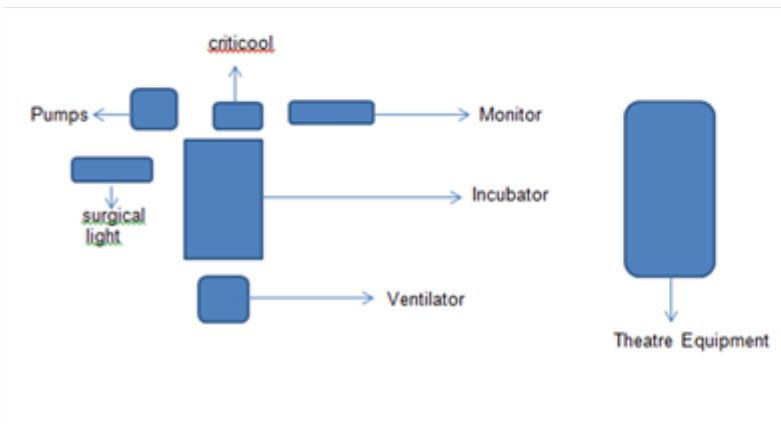 criticool
Pumps
Monitor
Incubator
surgical
light
Ventilator
Theatre Equipment